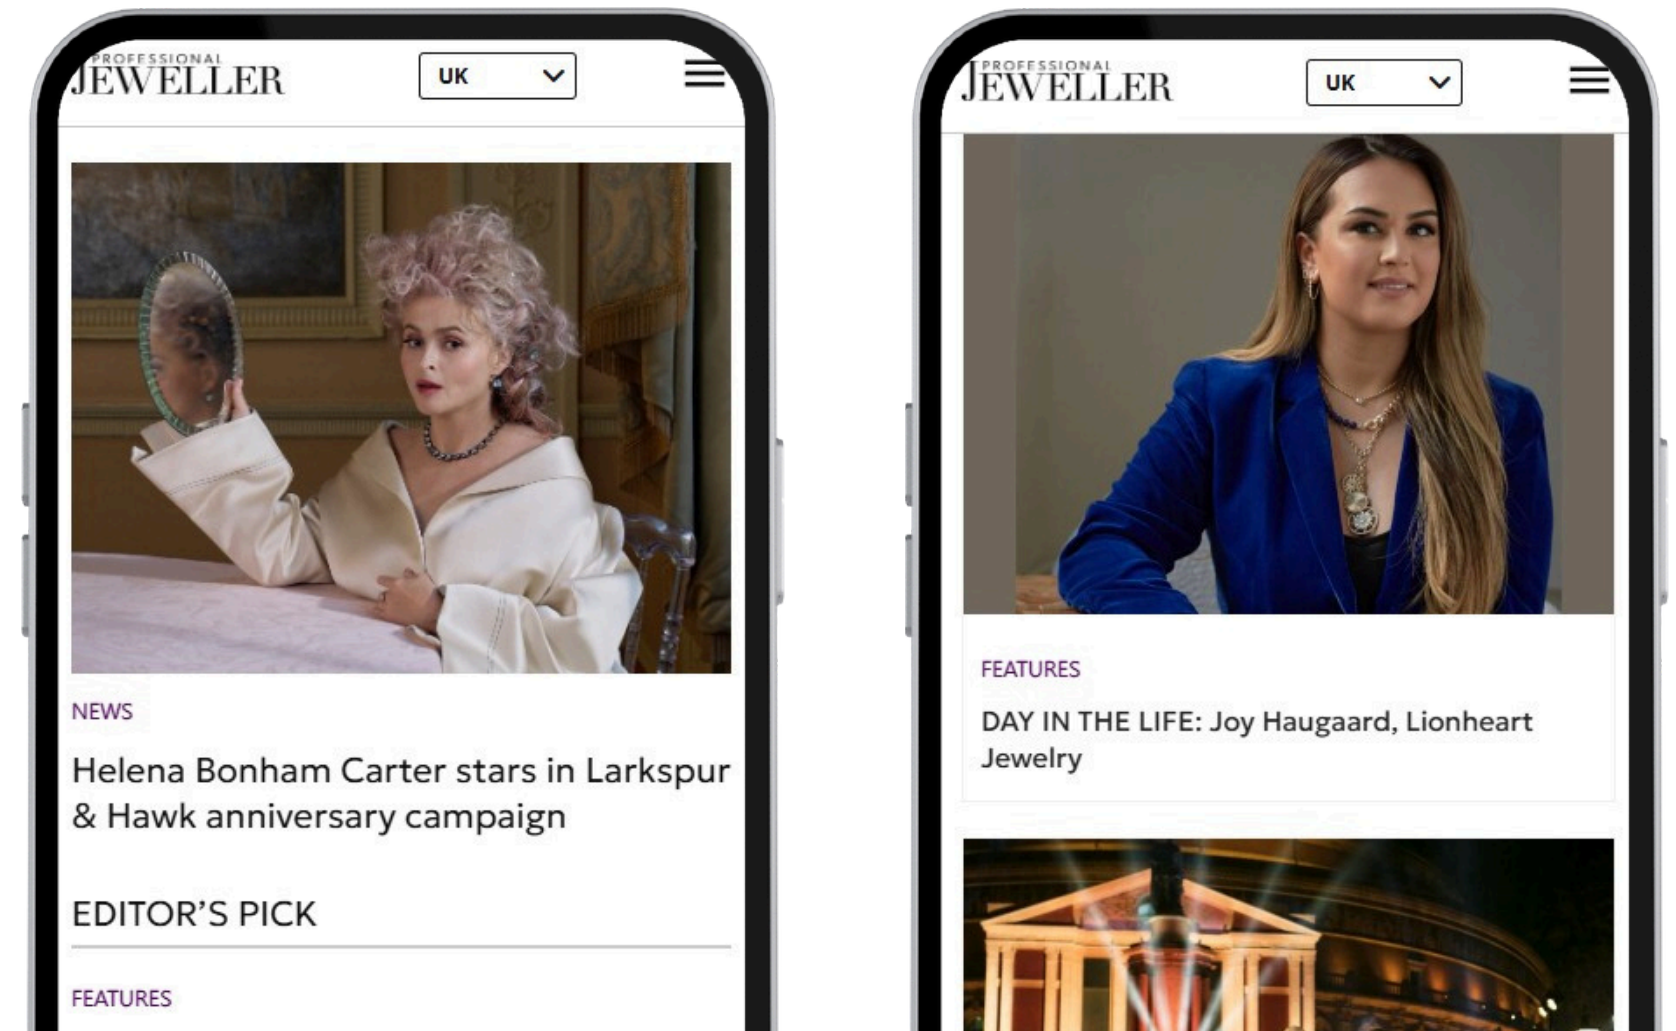 PROFESSIONAL
JEWELLER
UK
NEWS
Helena Bonham Carter stars in Larkspur
& Hawk anniversary campaign
EDITOR’S PICK
FEATURES
PROFESSIONAL
JEWELLER
UK
FEATURES
DAY IN THE LIFE: Joy Haugaard, Lionheart
Jewelry